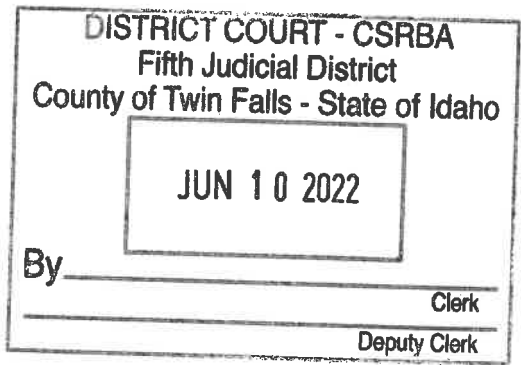 DISTRICT COURT - CSRBA
Fifth Judicial District
County of Twin Falls - State of Idaho
JUN 10 2022
By
Clerk
Deputy Clerk